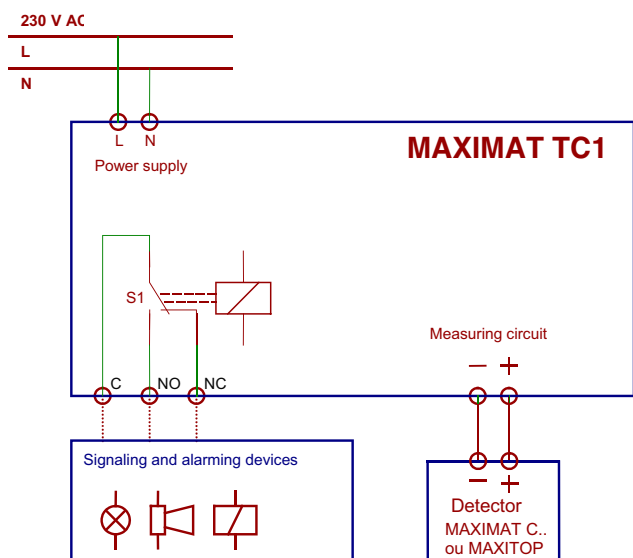 230 V AC
L
N
L N
Power supply
MAXIMAT TC1
S1
Measuring circuit
− +
C NO NC
Signaling and alarming devices
− +
Detector
MAXIMAT C..
ou MAXITOP